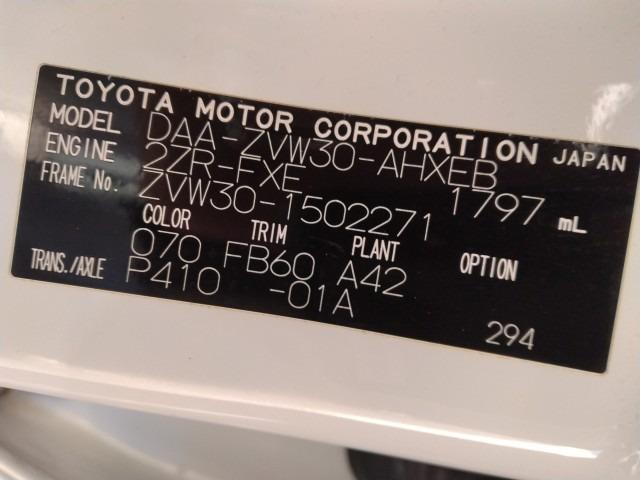 TOYOTA MOTOR CORPORATION JAPAN
MODEL DAA-ZVW30-AHXEB
ENGINE 2ZR-FXE 1797 mL
FRAME No. ZVW30-1502271
COLOR TRIM PLANT OPTION
070 FB60 A42
TRANS./AXLE P410 -01A
294